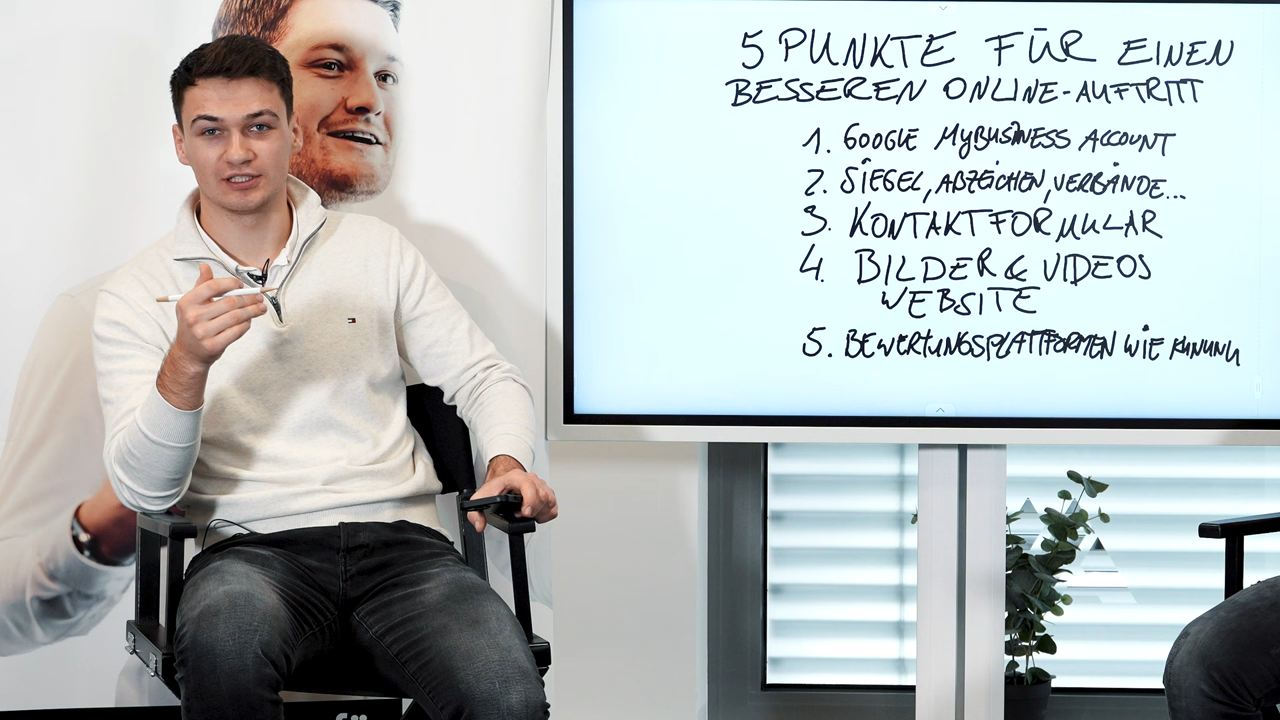 5 PUNKTE FÜR EINEN
BESSEREN ONLINE-AUFTRITT
1. GOOGLE MyBUSINESS ACCOUNT
2. SIEGEL, ABZEICHEN, VERBÄNDE...
3. KONTAKTFORMULAR
4. BILDER & VIDEOS
WEBSITE
5. BEWERTUNGSPLATTFORMEN WIE KUNUNU